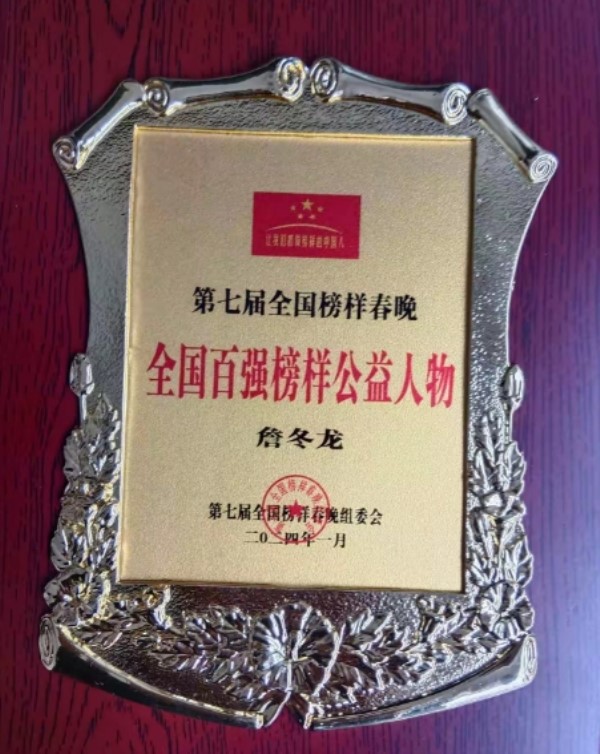 第七届全国榜样春晚
全国百强榜样公益人物
詹冬龙
第七届全国榜样春晚组委会
二0二四年一月